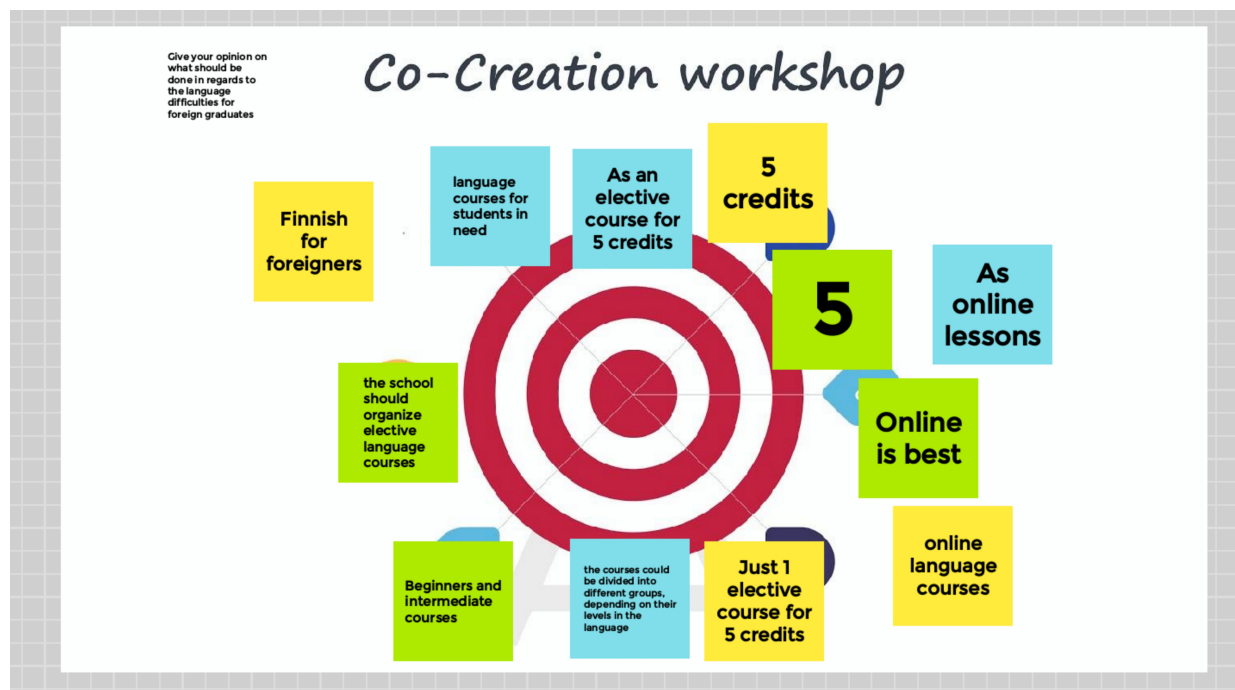 Give your opinion on
what should be
done in regards to
the language
difficulties for
foreign graduates
Co-Creation workshop
Finnish
for
foreigners
language
courses for
students in
need
As an
elective
course for
5 credits
5
credits
5
As
online
lessons
the school
should
organize
elective
language
courses
Online
is best
Beginners and
intermediate
courses
the courses could
be divided into
different groups,
depending on their
levels in the
language
Just 1
elective
course for
5 credits
online
language
courses